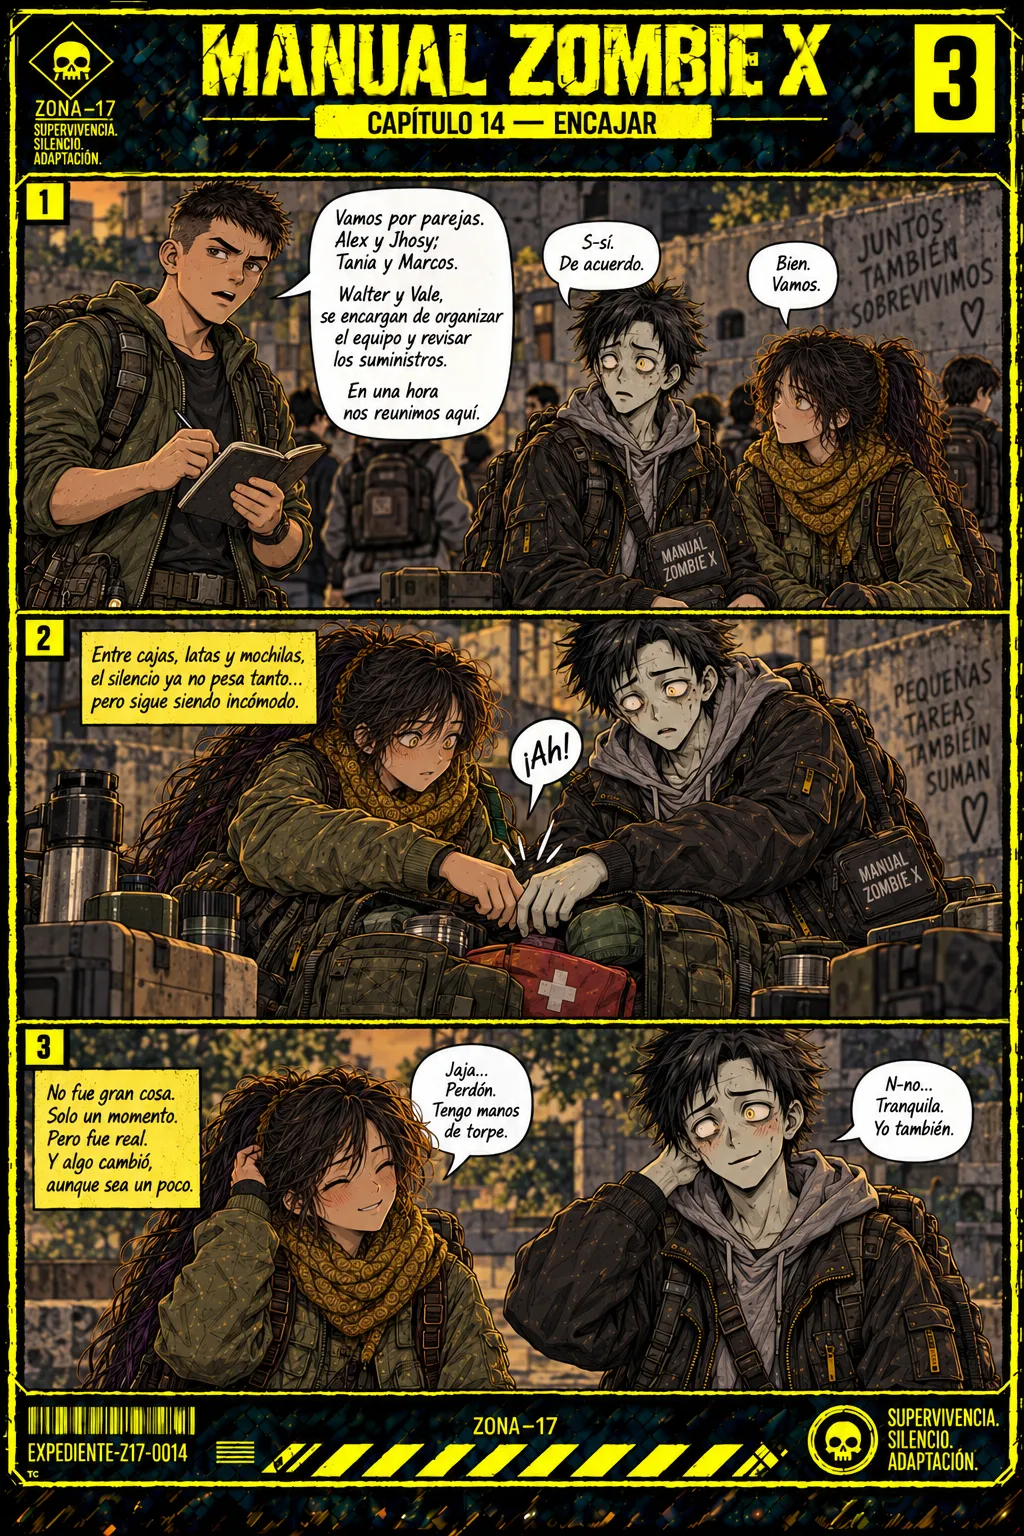 ZONA-17
SUPERVIVENCIA.
SILENCIO.
ADAPTACIÓN.
MANUAL ZOMBIE X
CAPÍTULO 14 — ENCAJAR
3
1
Vamos por parejas.
Alex y Jhosy;
Tania y Marcos.
Walter y Vale,
se encargan de organizar
el equipo y revisar
los suministros.
En una hora
nos reunimos aquí.
S-sí.
De acuerdo.
Bien.
Vamos.
JUNTOS
TAMBIÉN
SOBREVIVIMOS
MANUAL
ZOMBIE X
2
Entre cajas, latas y mochilas,
el silencio ya no pesa tanto...
pero sigue siendo incómodo.
¡Ah!
PEQUEÑAS
TAREAS
TAMBIÉN
SUMAN
MANUAL
ZOMBIE X
3
No fue gran cosa.
Solo un momento.
Pero fue real.
Y algo cambió,
aunque sea un poco.
Jaja...
Perdón.
Tengo manos
de torpe.
N-no...
Tranquila.
Yo también.
EXPEDIENTE-Z17-0014
TC
ZONA-17
SUPERVIVENCIA.
SILENCIO.
ADAPTACIÓN.